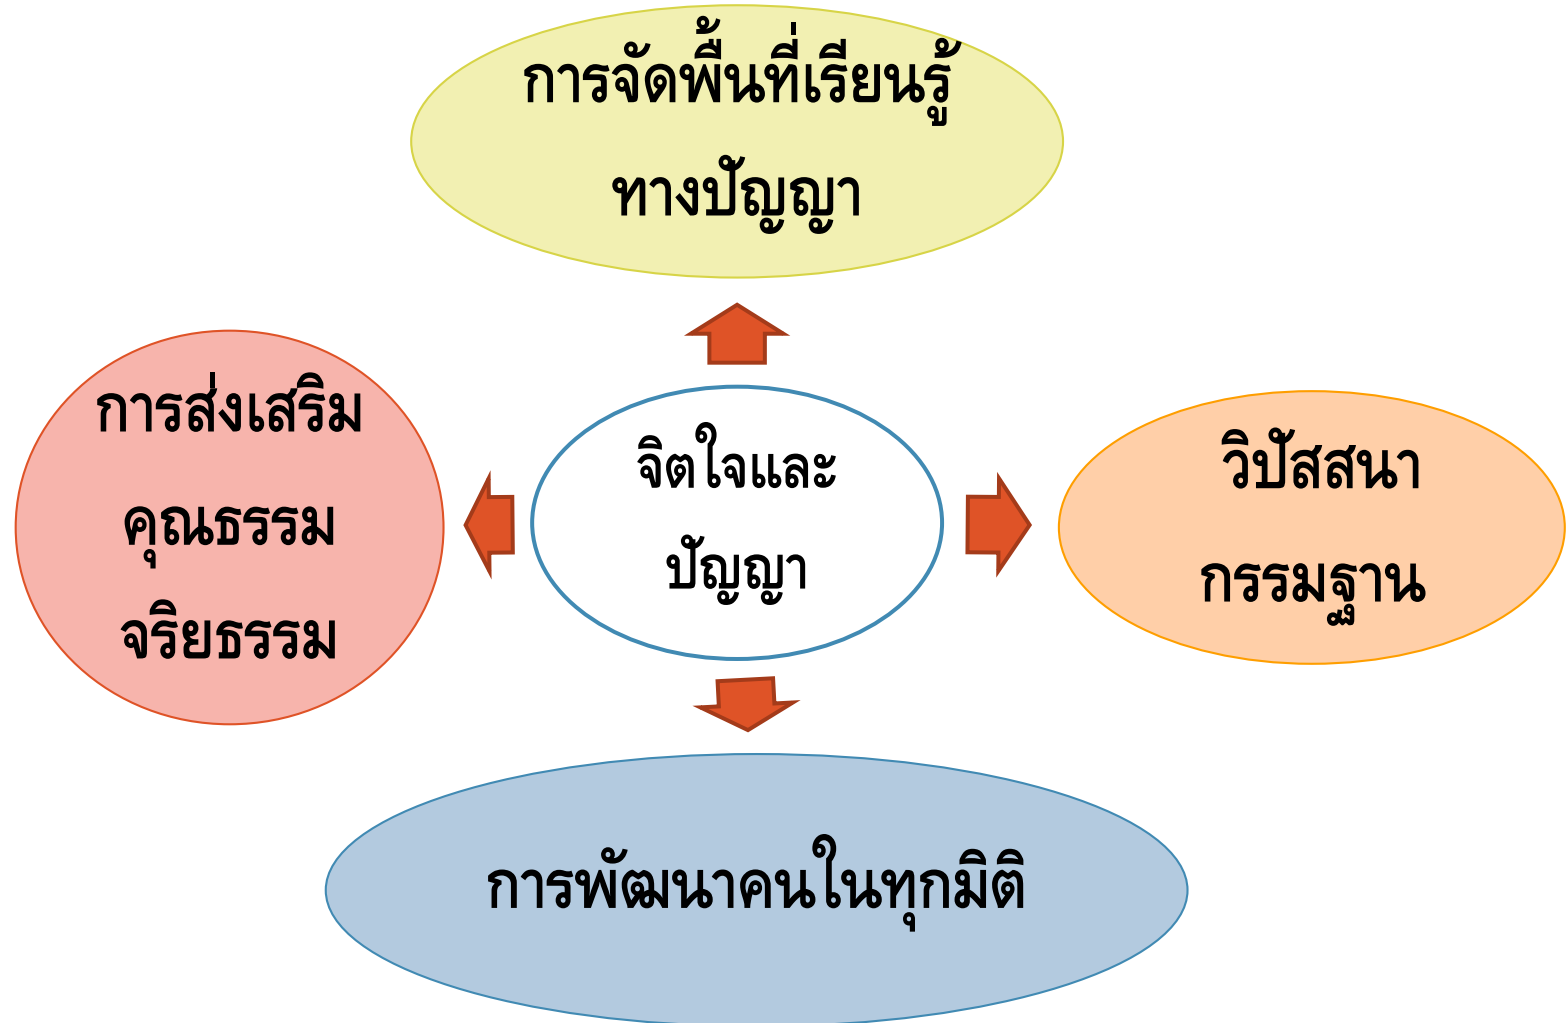 การจัดพื้นที่เรียนรู้
ทางปัญญา
การส่งเสริม
คุณธรรม
จริยธรรม
จิตใจและ
ปัญญา
วิปัสสนา
กรรมฐาน
การพัฒนาคนในทุกมิติ